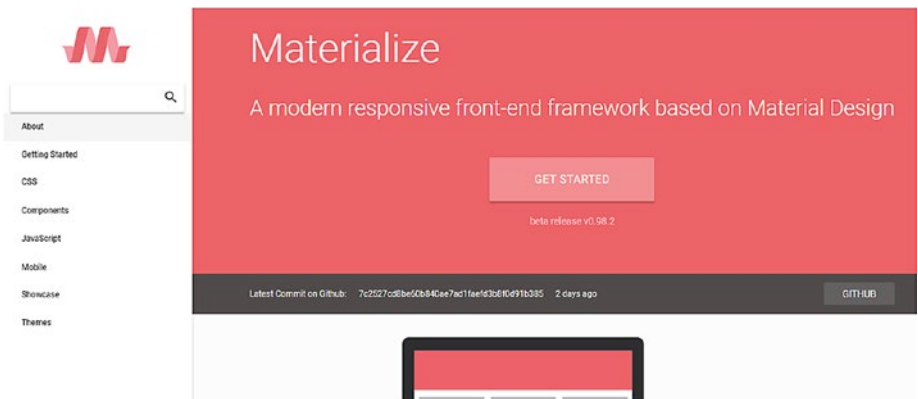 About
Getting Started
CSS
Components
JavaScript
Mobile
Showcase
Themes
Materialize
A modern responsive front-end framework based on Material Design
GET STARTED
beta release v0.98.2
Latest Commit on Github: 7c2527cd8be50b840ae7ad1faefd3b8f0d91b385 2 days ago
GITHUB